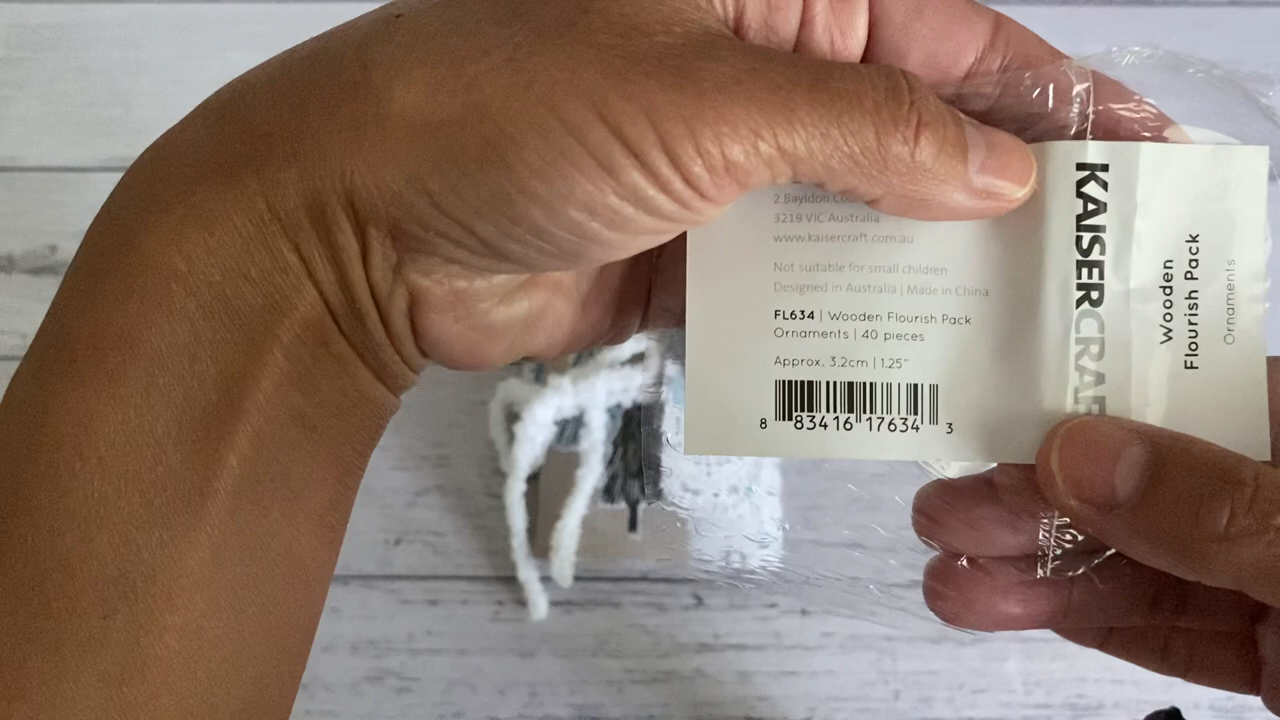 2 Bayldon
3219 VIC Australia
www.kaisercraft.com.au
Not suitable for small children
Designed in Australia | Made in China
FL634 | Wooden Flourish Pack
Ornaments | 40 pieces
Approx. 3.2cm | 1.25"
8 83416 17634 3
KAISERCRAF
Wooden
Flourish Pack
Ornaments